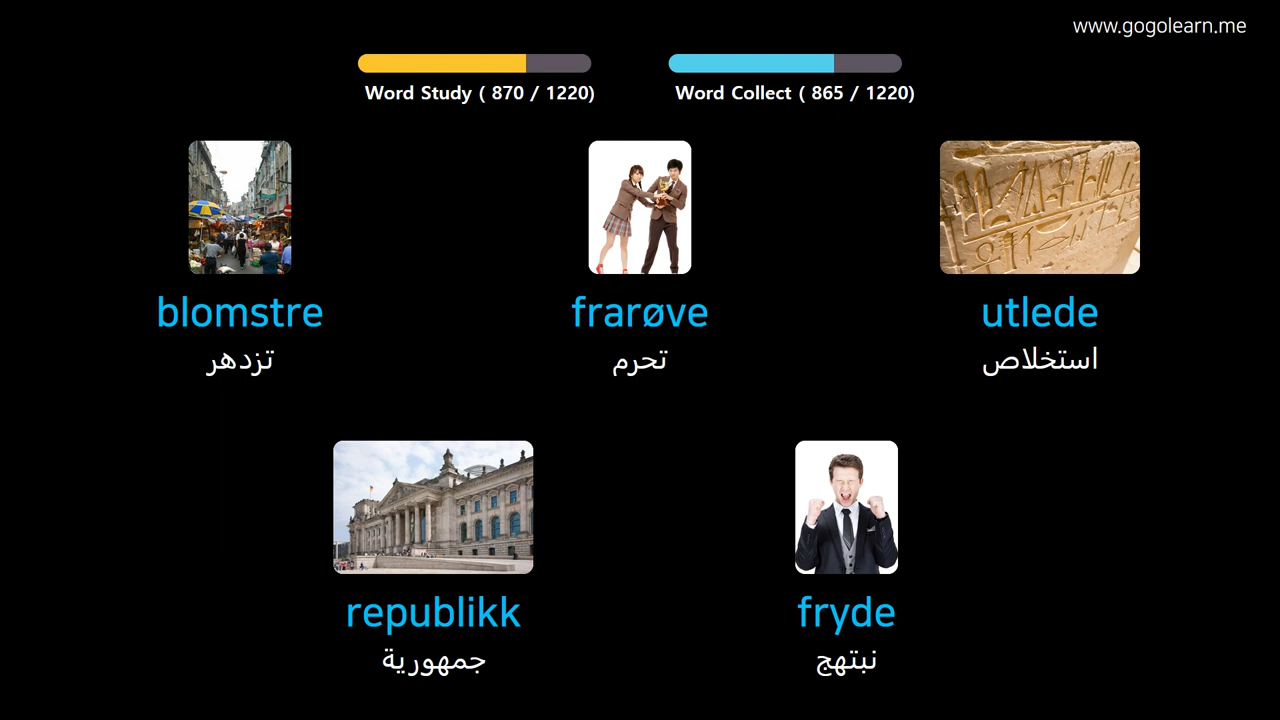 www.gogolearn.me
Word Study ( 870 / 1220)
Word Collect ( 865 / 1220)
blomstre
تزدهر
frarøve
تحرم
utlede
استخلاص
republikk
جمهورية
fryde
نبتهج